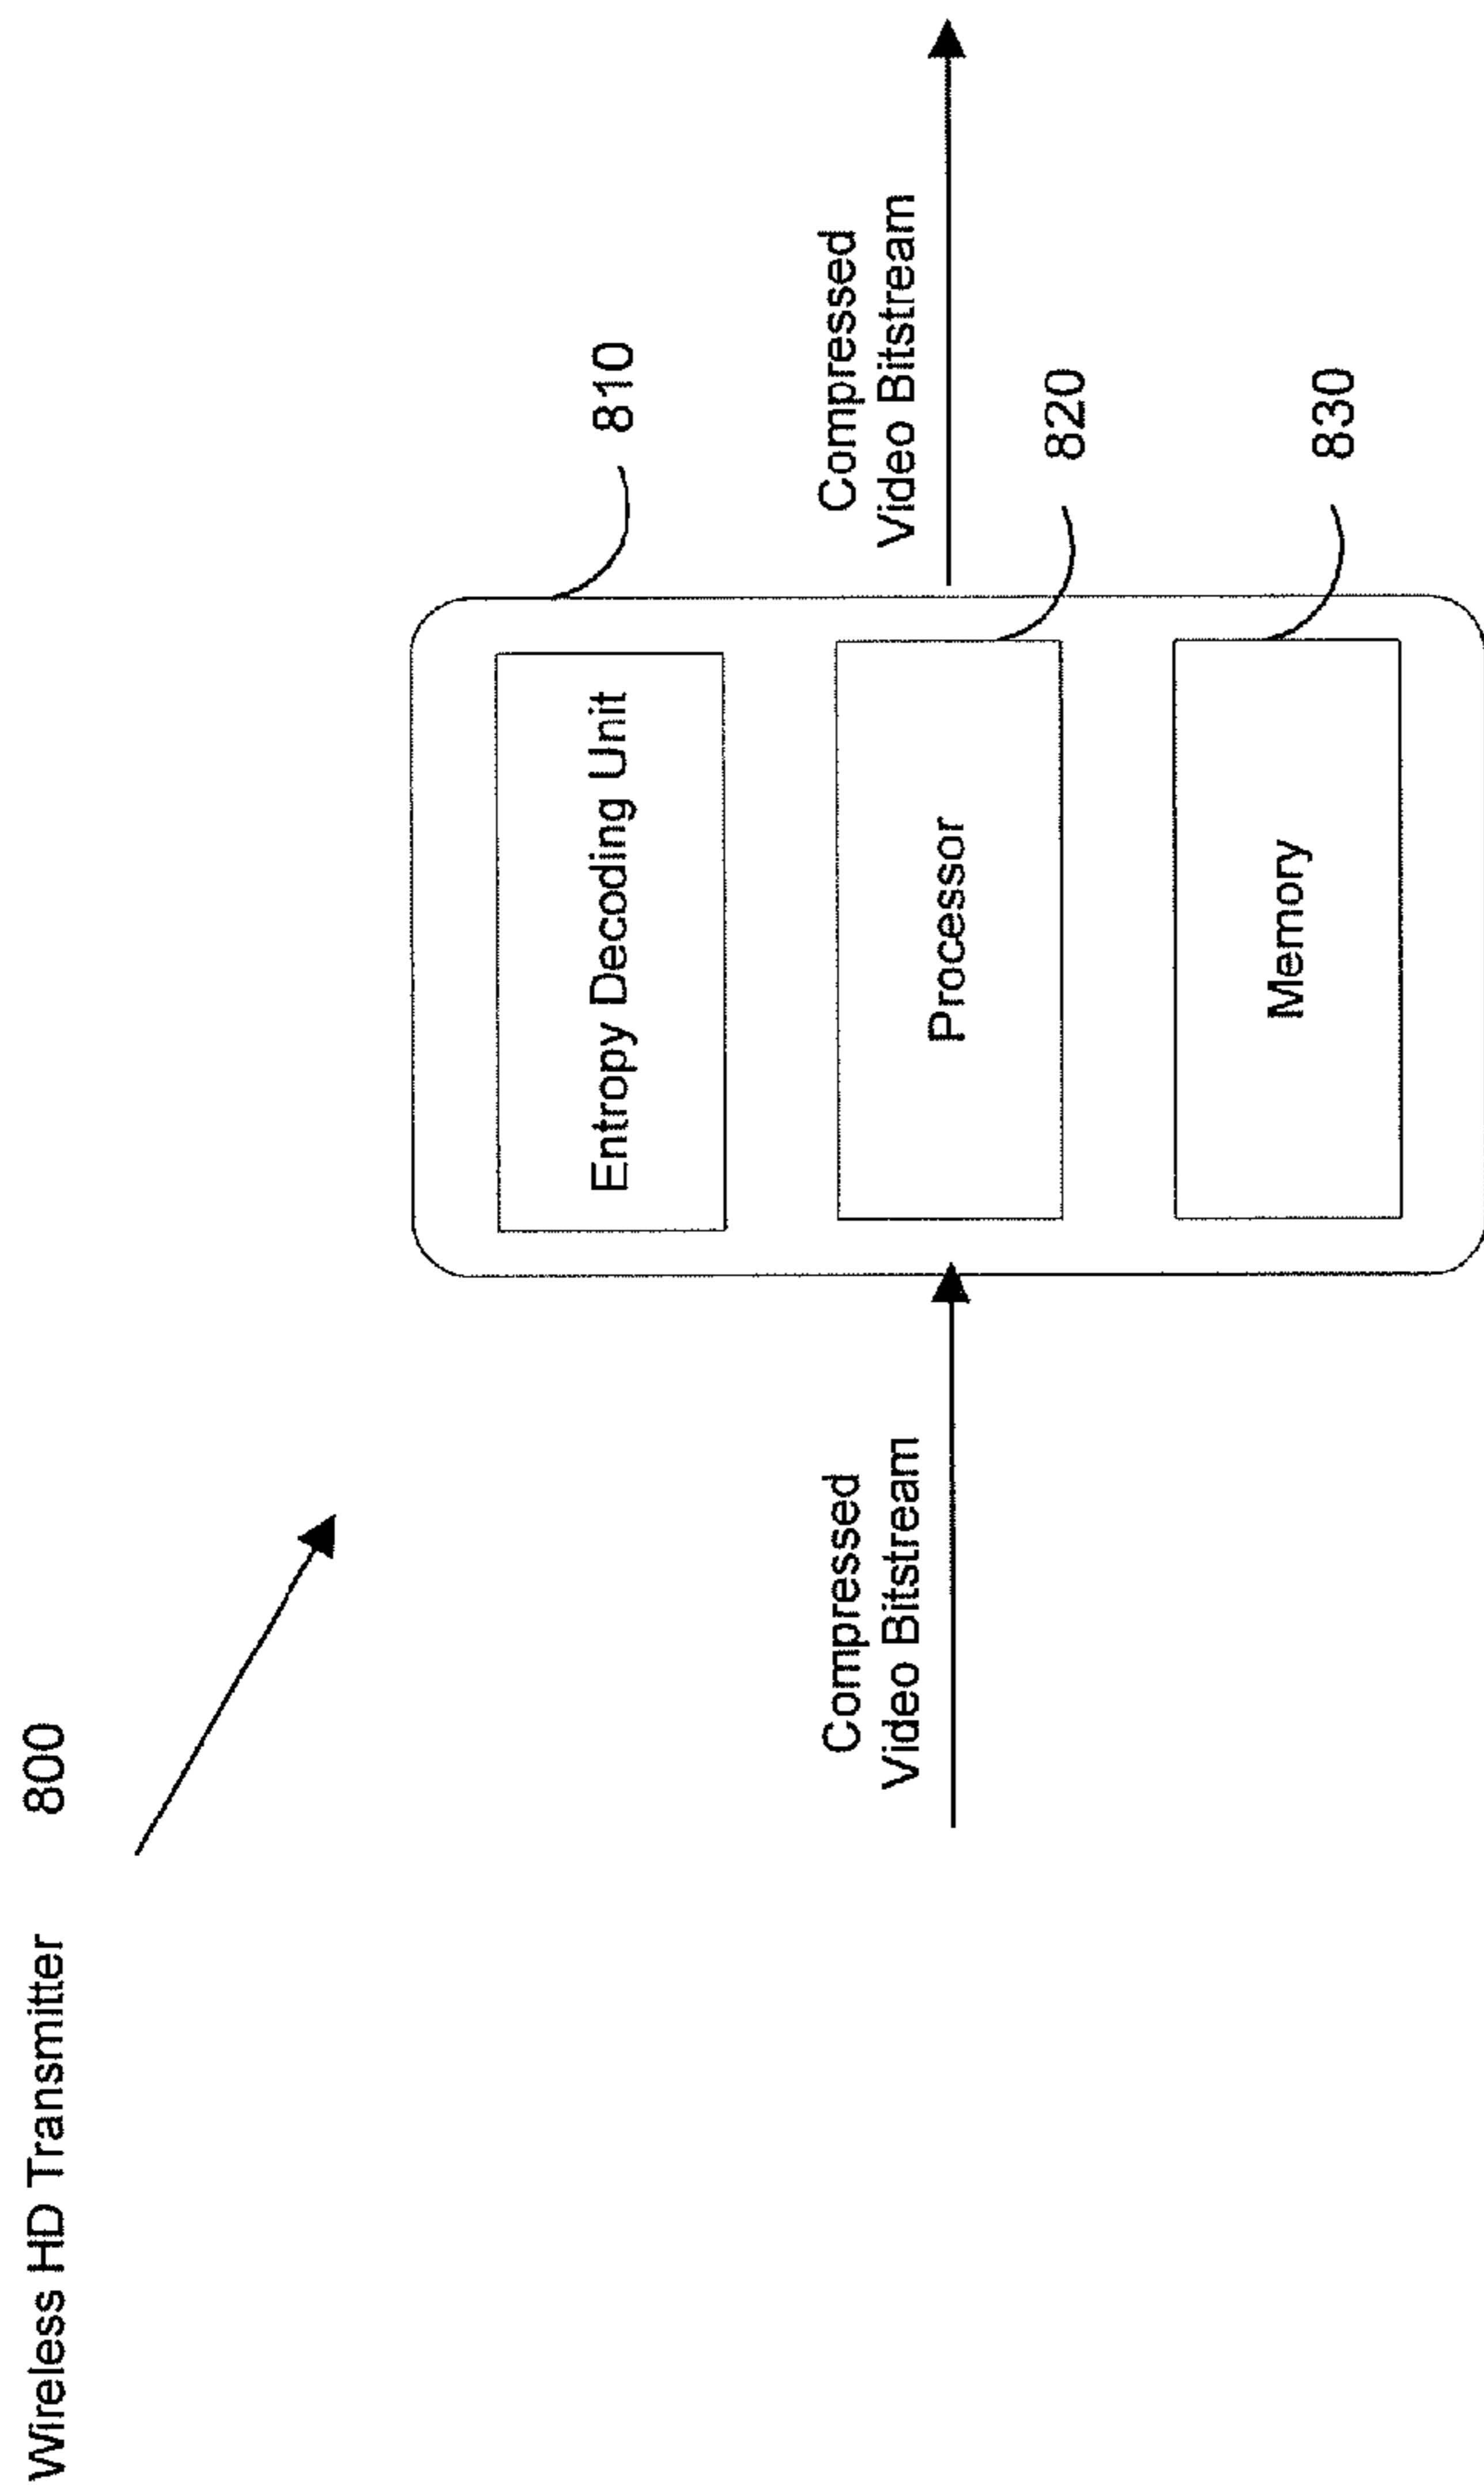 Wireless HD Transmitter 800
810
Entropy Decoding Unit
Compressed
Video Bitstream
Compressed
Video Bitstream
Processor
820
Memory
830